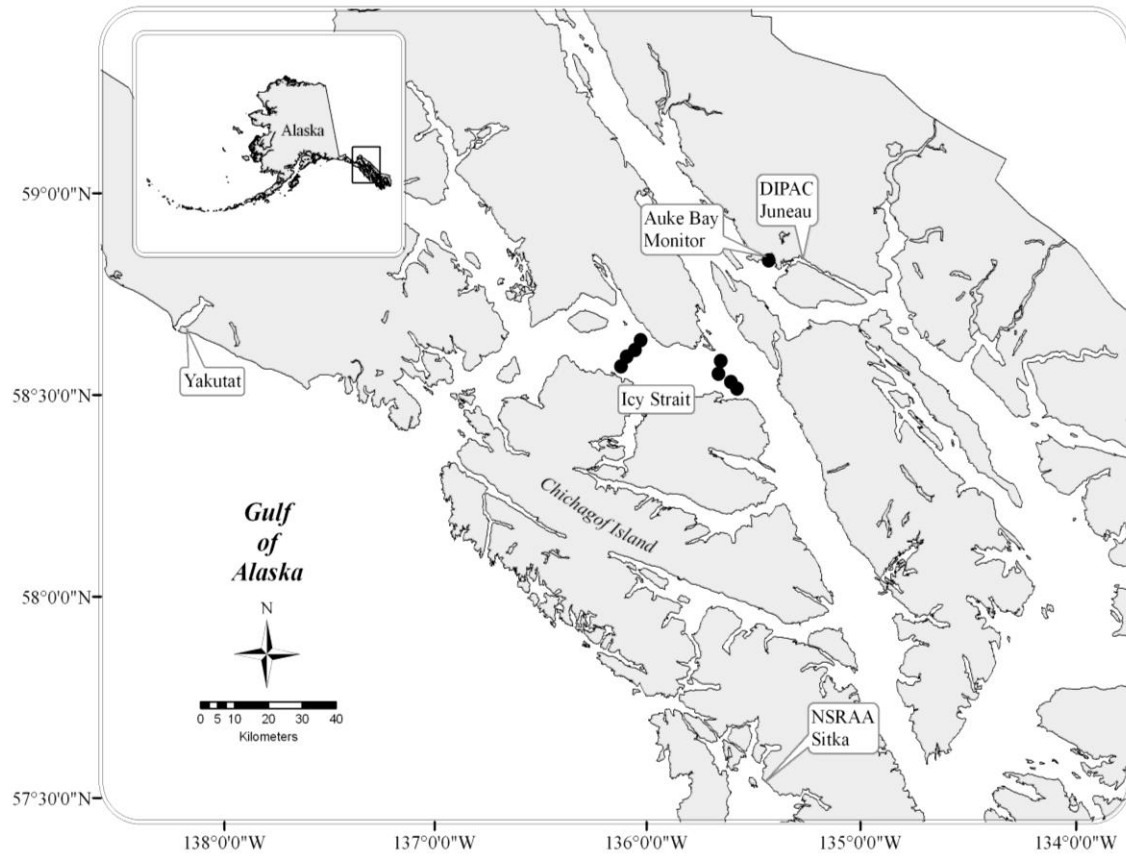 Alaska
59°0'0"N
58°30'0"N
58°0'0"N
57°30'0"N
DIPAC
Juneau
Auke Bay
Monitor
Yakutat
Icy Strait
Chichagof Island
Gulf
of
Alaska
N
0 5 10 20 30 40
Kilometers
NSRAA
Sitka
138°0'0"W
137°0'0"W
136°0'0"W
135°0'0"W
134°0'0"W